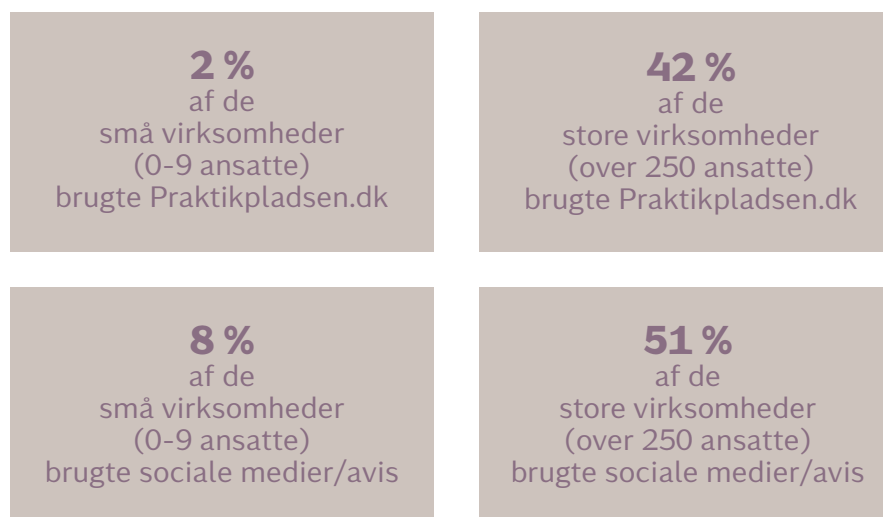 2 %
af de
små virksomheder
(0-9 ansatte)
brugte Praktikpladsen.dk
42 %
af de
store virksomheder
(over 250 ansatte)
brugte Praktikpladsen.dk
8 %
af de
små virksomheder
(0-9 ansatte)
brugte sociale medier/avis
51 %
af de
store virksomheder
(over 250 ansatte)
brugte sociale medier/avis